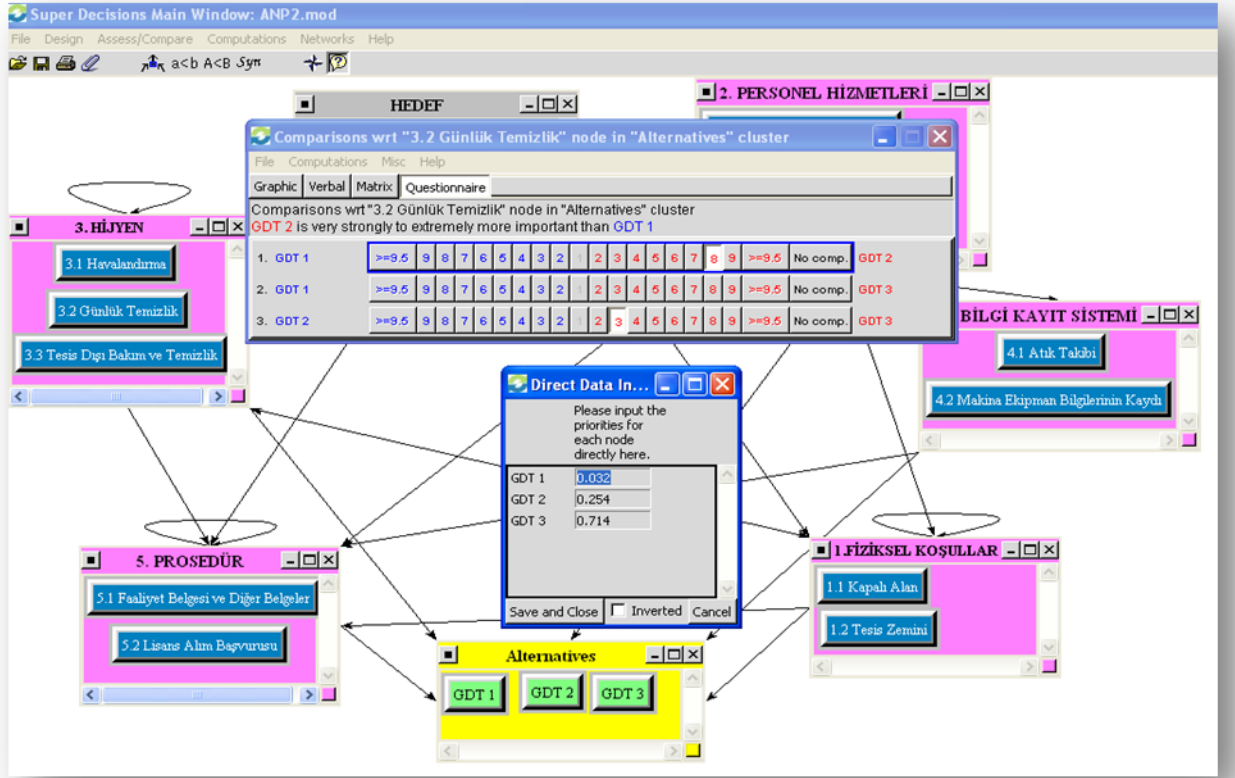 Super Decisions Main Window: ANP2.mod
File Design Assess/Compare Computations Networks Help
a<b A<B Syn
HEDEF
2. PERSONEL HİZMETLERİ
Comparisons wrt "3.2 Günlük Temizlik" node in "Alternatives" cluster
File Computations Misc Help
Graphic Verbal Matrix Questionnaire
Comparisons wrt "3.2 Günlük Temizlik" node in "Alternatives" cluster
GDT 2 is very strongly to extremely more important than GDT 1
1. GDT 1 >=9.5 9 8 7 6 5 4 3 2 1 2 3 4 5 6 7 8 9 >=9.5 No comp. GDT 2
2. GDT 1 >=9.5 9 8 7 6 5 4 3 2 1 2 3 4 5 6 7 8 9 >=9.5 No comp. GDT 3
3. GDT 2 >=9.5 9 8 7 6 5 4 3 2 1 2 3 4 5 6 7 8 9 >=9.5 No comp. GDT 3
3. HİJYEN
3.1 Havalandırma
3.2 Günlük Temizlik
3.3 Tesis Dışı Bakım ve Temizlik
BİLGİ KAYIT SİSTEMİ
4.1 Atık Takibi
4.2 Makina Ekipman Bilgilerinin Kaydı
Direct Data In...
Please input the
priorities for
each node
directly here.
GDT 1 0.032
GDT 2 0.254
GDT 3 0.714
Save and Close Inverted Cancel
5. PROSEDÜR
5.1 Faaliyet Belgesi ve Diğer Belgeler
5.2 Lisans Alım Başvurusu
1.FİZİKSEL KOŞULLAR
1.1 Kapalı Alan
1.2 Tesis Zemini
Alternatives
GDT 1 GDT 2 GDT 3